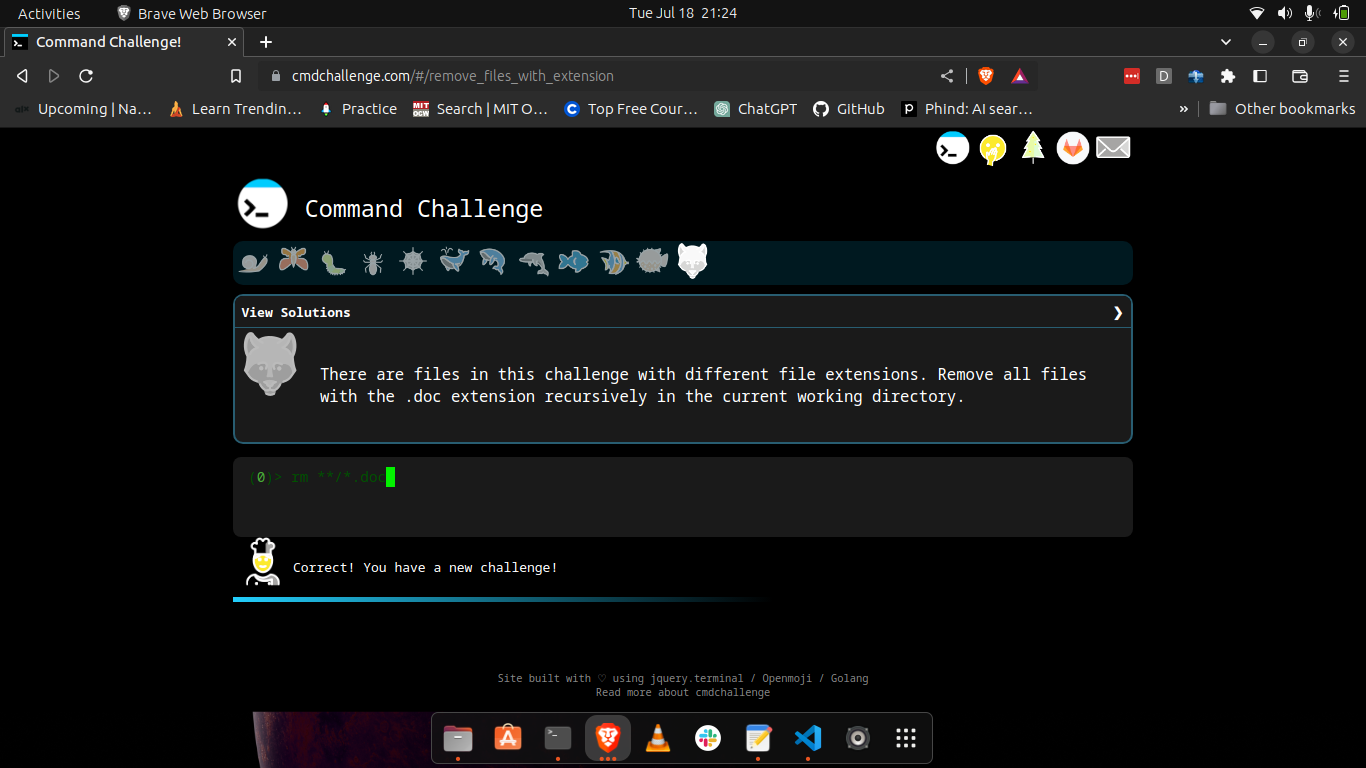 Activities
Brave Web Browser
Tue Jul 18 21:24
Command Challenge!
cmdchallenge.com/#/remove_files_with_extension
D
Upcoming | Na...
Learn Trendin...
Practice
MIT OCW
Search | MIT O...
C
Top Free Cour...
ChatGPT
GitHub
p
Phind: AI sear...
»
Other bookmarks
>_
>_ Command Challenge
View Solutions
There are files in this challenge with different file extensions. Remove all files
with the .doc extension recursively in the current working directory.
(0)> rm **/*.doc
Correct! You have a new challenge!
Site built with ♡ using jquery.terminal / Openmoji / Golang
Read more about cmdchallenge